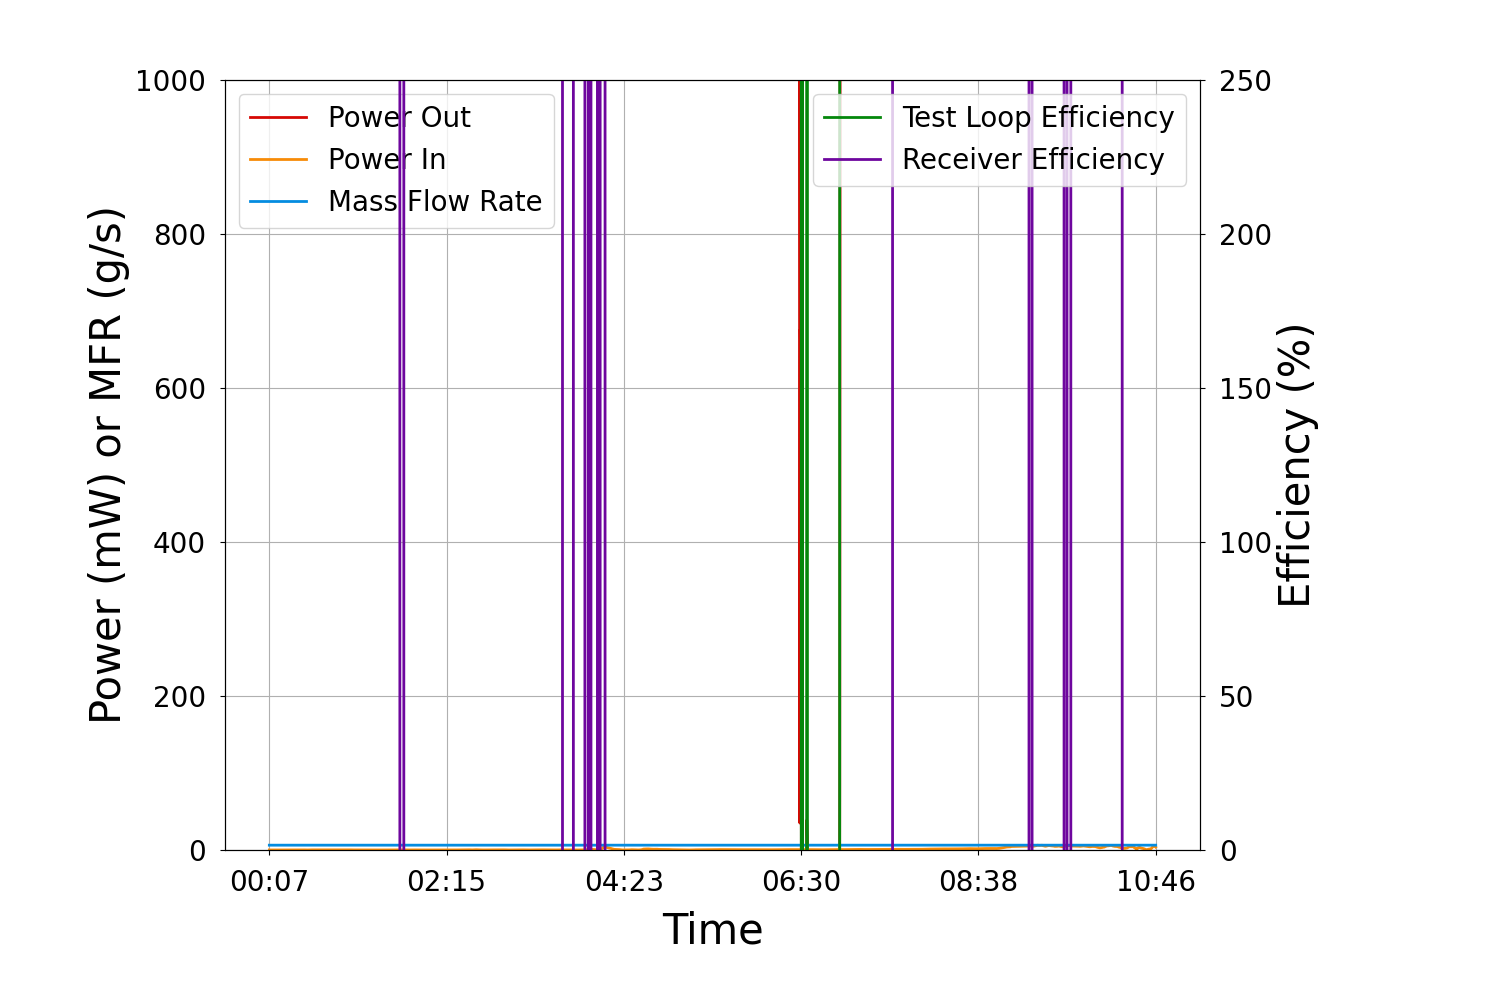 Power (mW) or MFR (g/s)
1000
800
600
400
200
0
Power Out
Power In
Mass Flow Rate
Test Loop Efficiency
Receiver Efficiency
250
200
150
100
50
0
Efficiency (%)
00:07 02:15 04:23 06:30 08:38 10:46
Time